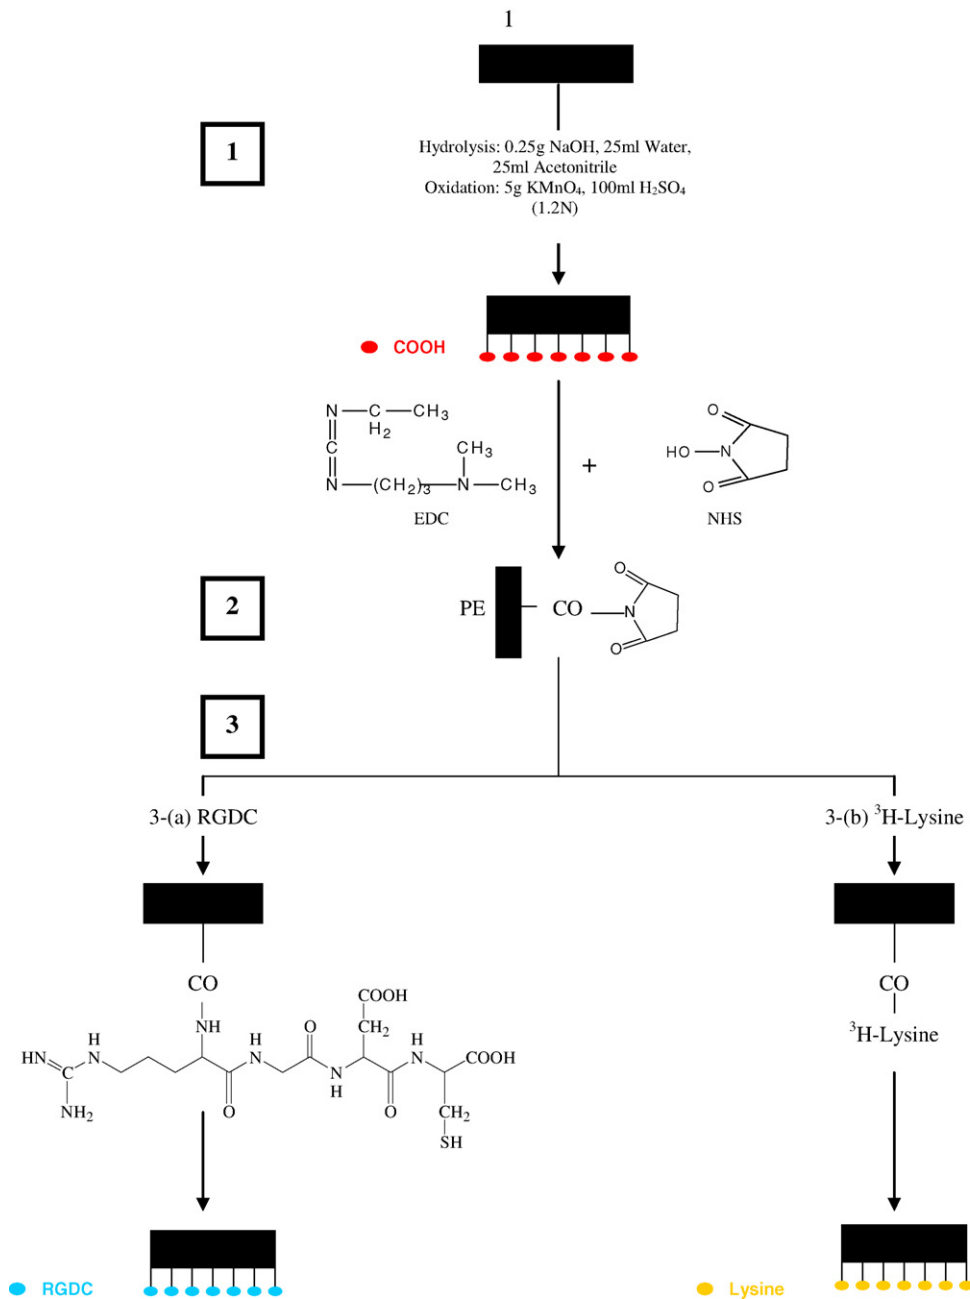 1
1
Hydrolysis: 0.25g NaOH, 25ml Water,
25ml Acetonitrile
Oxidation: 5g KMnO₄, 100ml H₂SO₄
(1.2N)
COOH
N C CH₃
H₂
C
CH₃
N (CH₂)₃ N CH₃
EDC
+
O
HO N
O
NHS
2
PE CO N
O
O
3
3-(a) RGDC
3-(b) ³H-Lysine
CO
NH
COOH
CH₂
HN C H N
NH₂
O
H N
O
N H
O
H N
COOH
CH₂
SH
CO
³H-Lysine
RGDC
Lysine